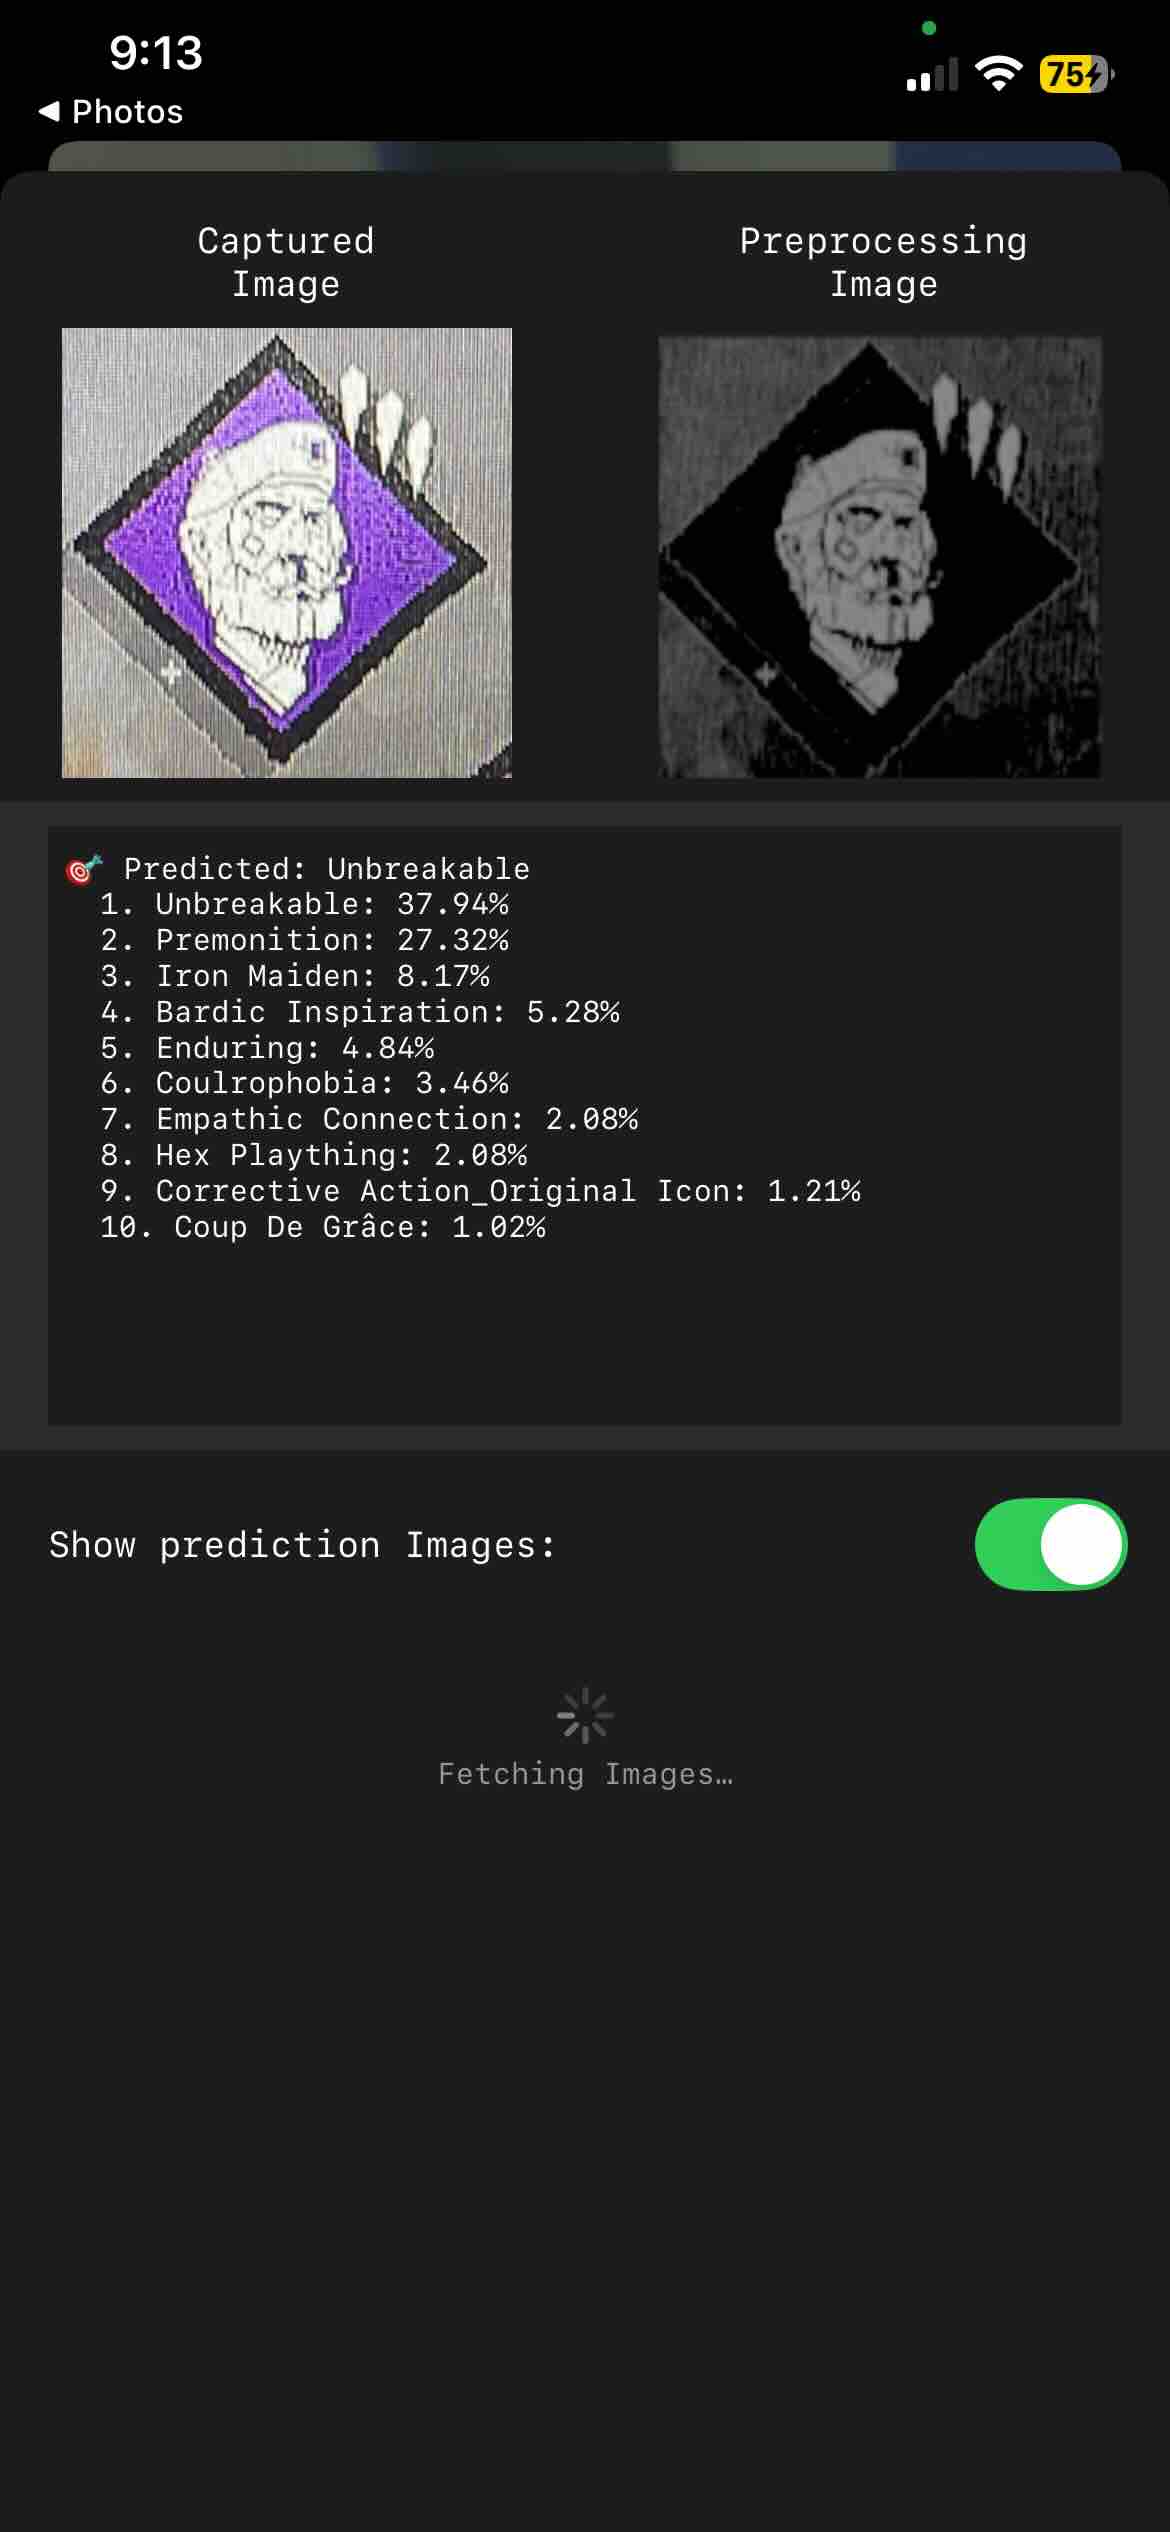 9:13
75
◀ Photos
Captured
Image
Preprocessing
Image
🎯 Predicted: Unbreakable
1. Unbreakable: 37.94%
2. Premonition: 27.32%
3. Iron Maiden: 8.17%
4. Bardic Inspiration: 5.28%
5. Enduring: 4.84%
6. Coulrophobia: 3.46%
7. Empathic Connection: 2.08%
8. Hex Plaything: 2.08%
9. Corrective Action_Original Icon: 1.21%
10. Coup De Grâce: 1.02%
Show prediction Images:
Fetching Images…